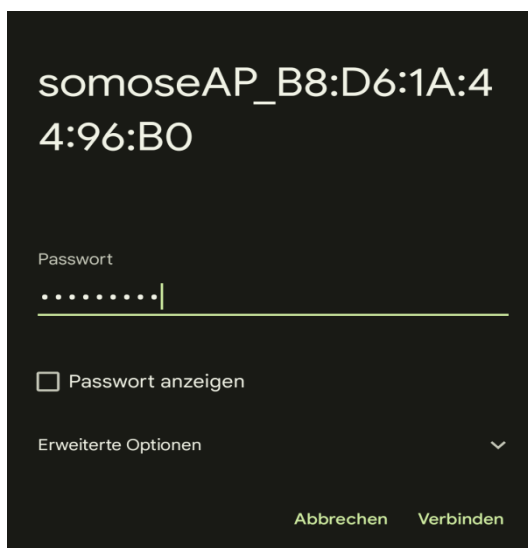 somoseAP_B8:D6:1A:4
4:96:B0
Passwort
•••••••••
Passwort anzeigen
Erweiterte Optionen
Abbrechen Verbinden